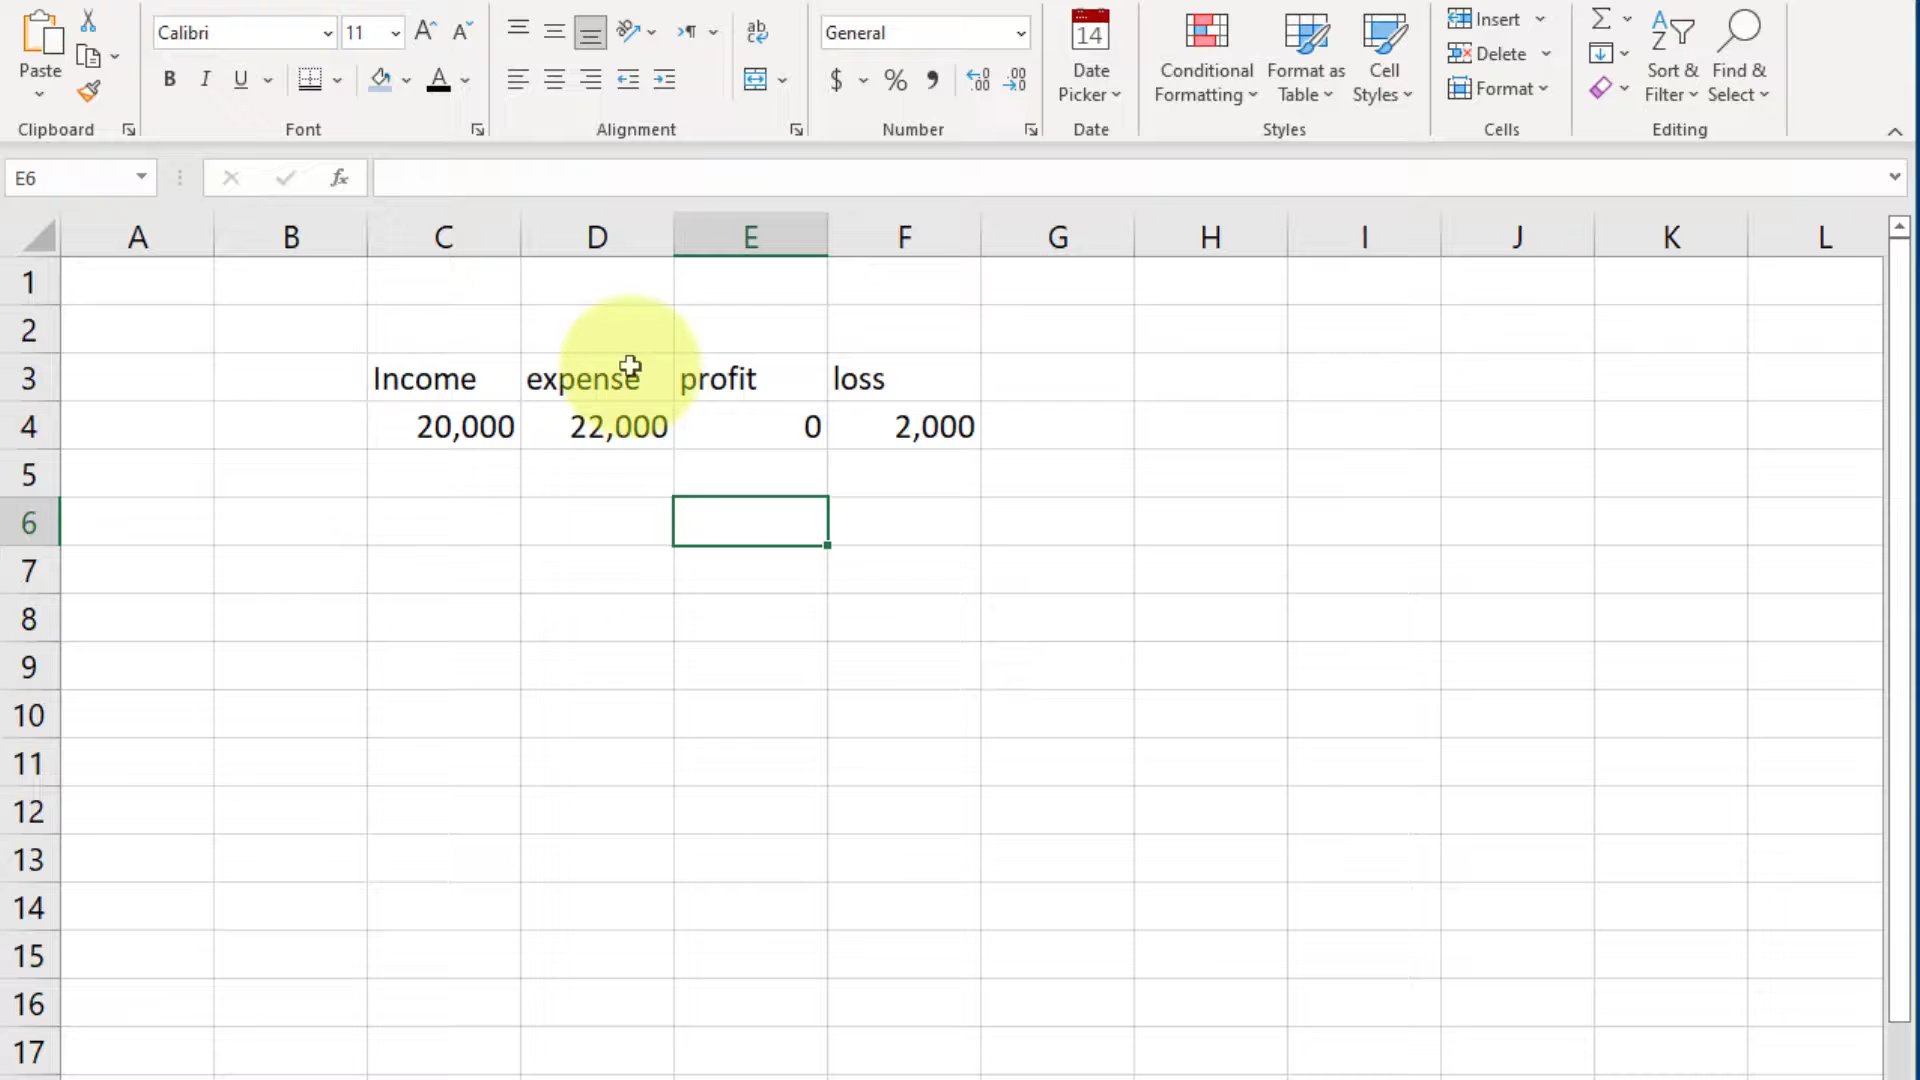 Calibri 11 General Insert
Paste B I U $ % Date Picker Conditional Formatting Format as Table Cell Styles Delete Sort & Filter Find & Select
14
Format
Clipboard Font Alignment Number Date Styles Cells Editing
E6 fx
A B C D E F G H I J K L
1
2
3 Income expense profit loss
4 20,000 22,000 0 2,000
5
6
7
8
9
10
11
12
13
14
15
16
17